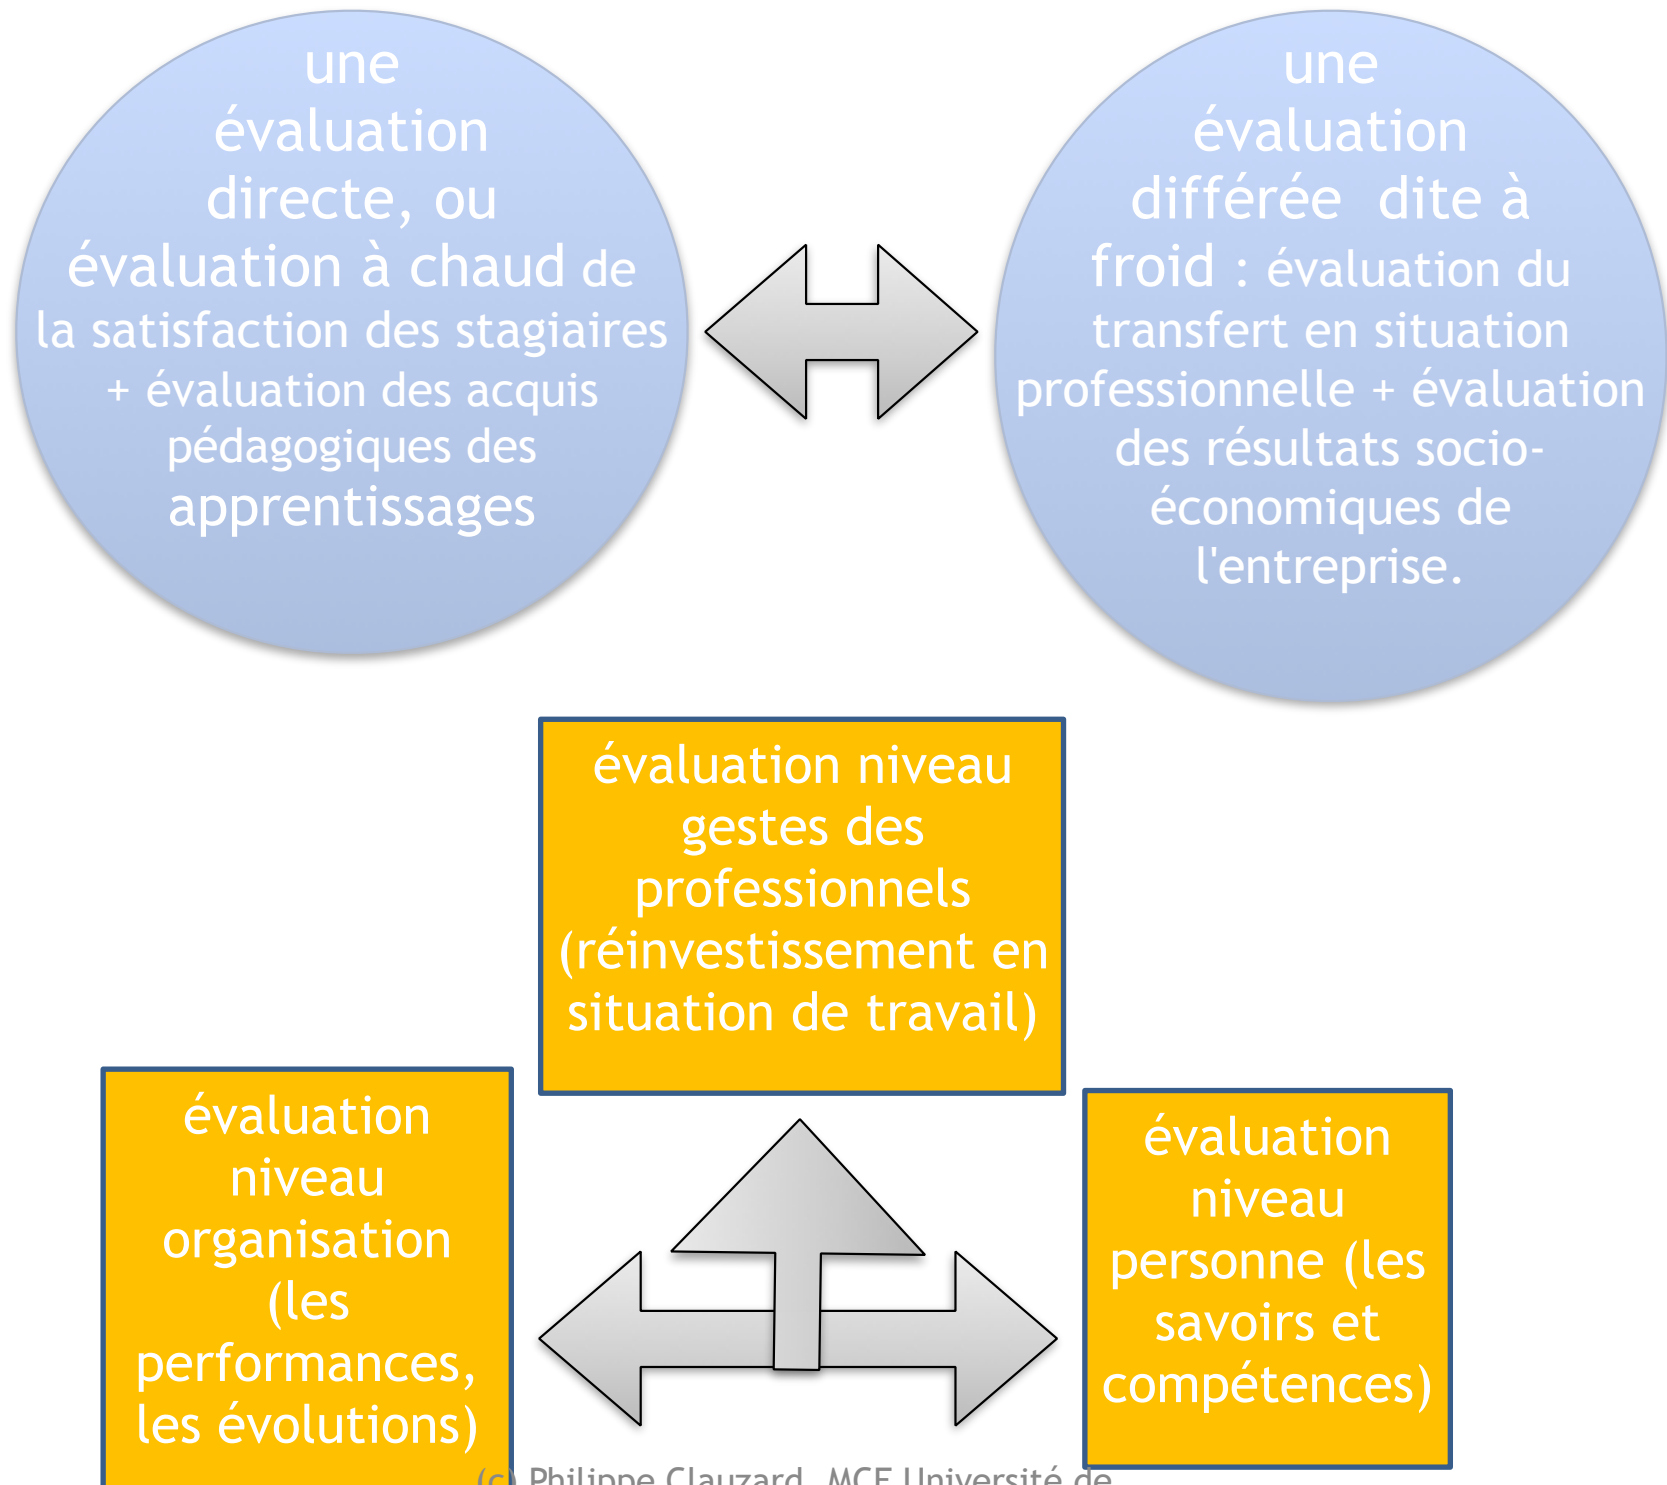 une
évaluation
directe, ou
évaluation à chaud de
la satisfaction des stagiaires
+ évaluation des acquis
pédagogiques des
apprentissages
une
évaluation
différée dite à
froid : évaluation du
transfert en situation
professionnelle + évaluation
des résultats socio-
économiques de
l'entreprise.
évaluation niveau
gestes des
professionnels
(réinvestissement en
situation de travail)
évaluation
niveau
organisation
(les
performances,
les évolutions)
évaluation
niveau
personne (les
savoirs et
compétences)
(c) Philippe Clauzard, MCF Université de